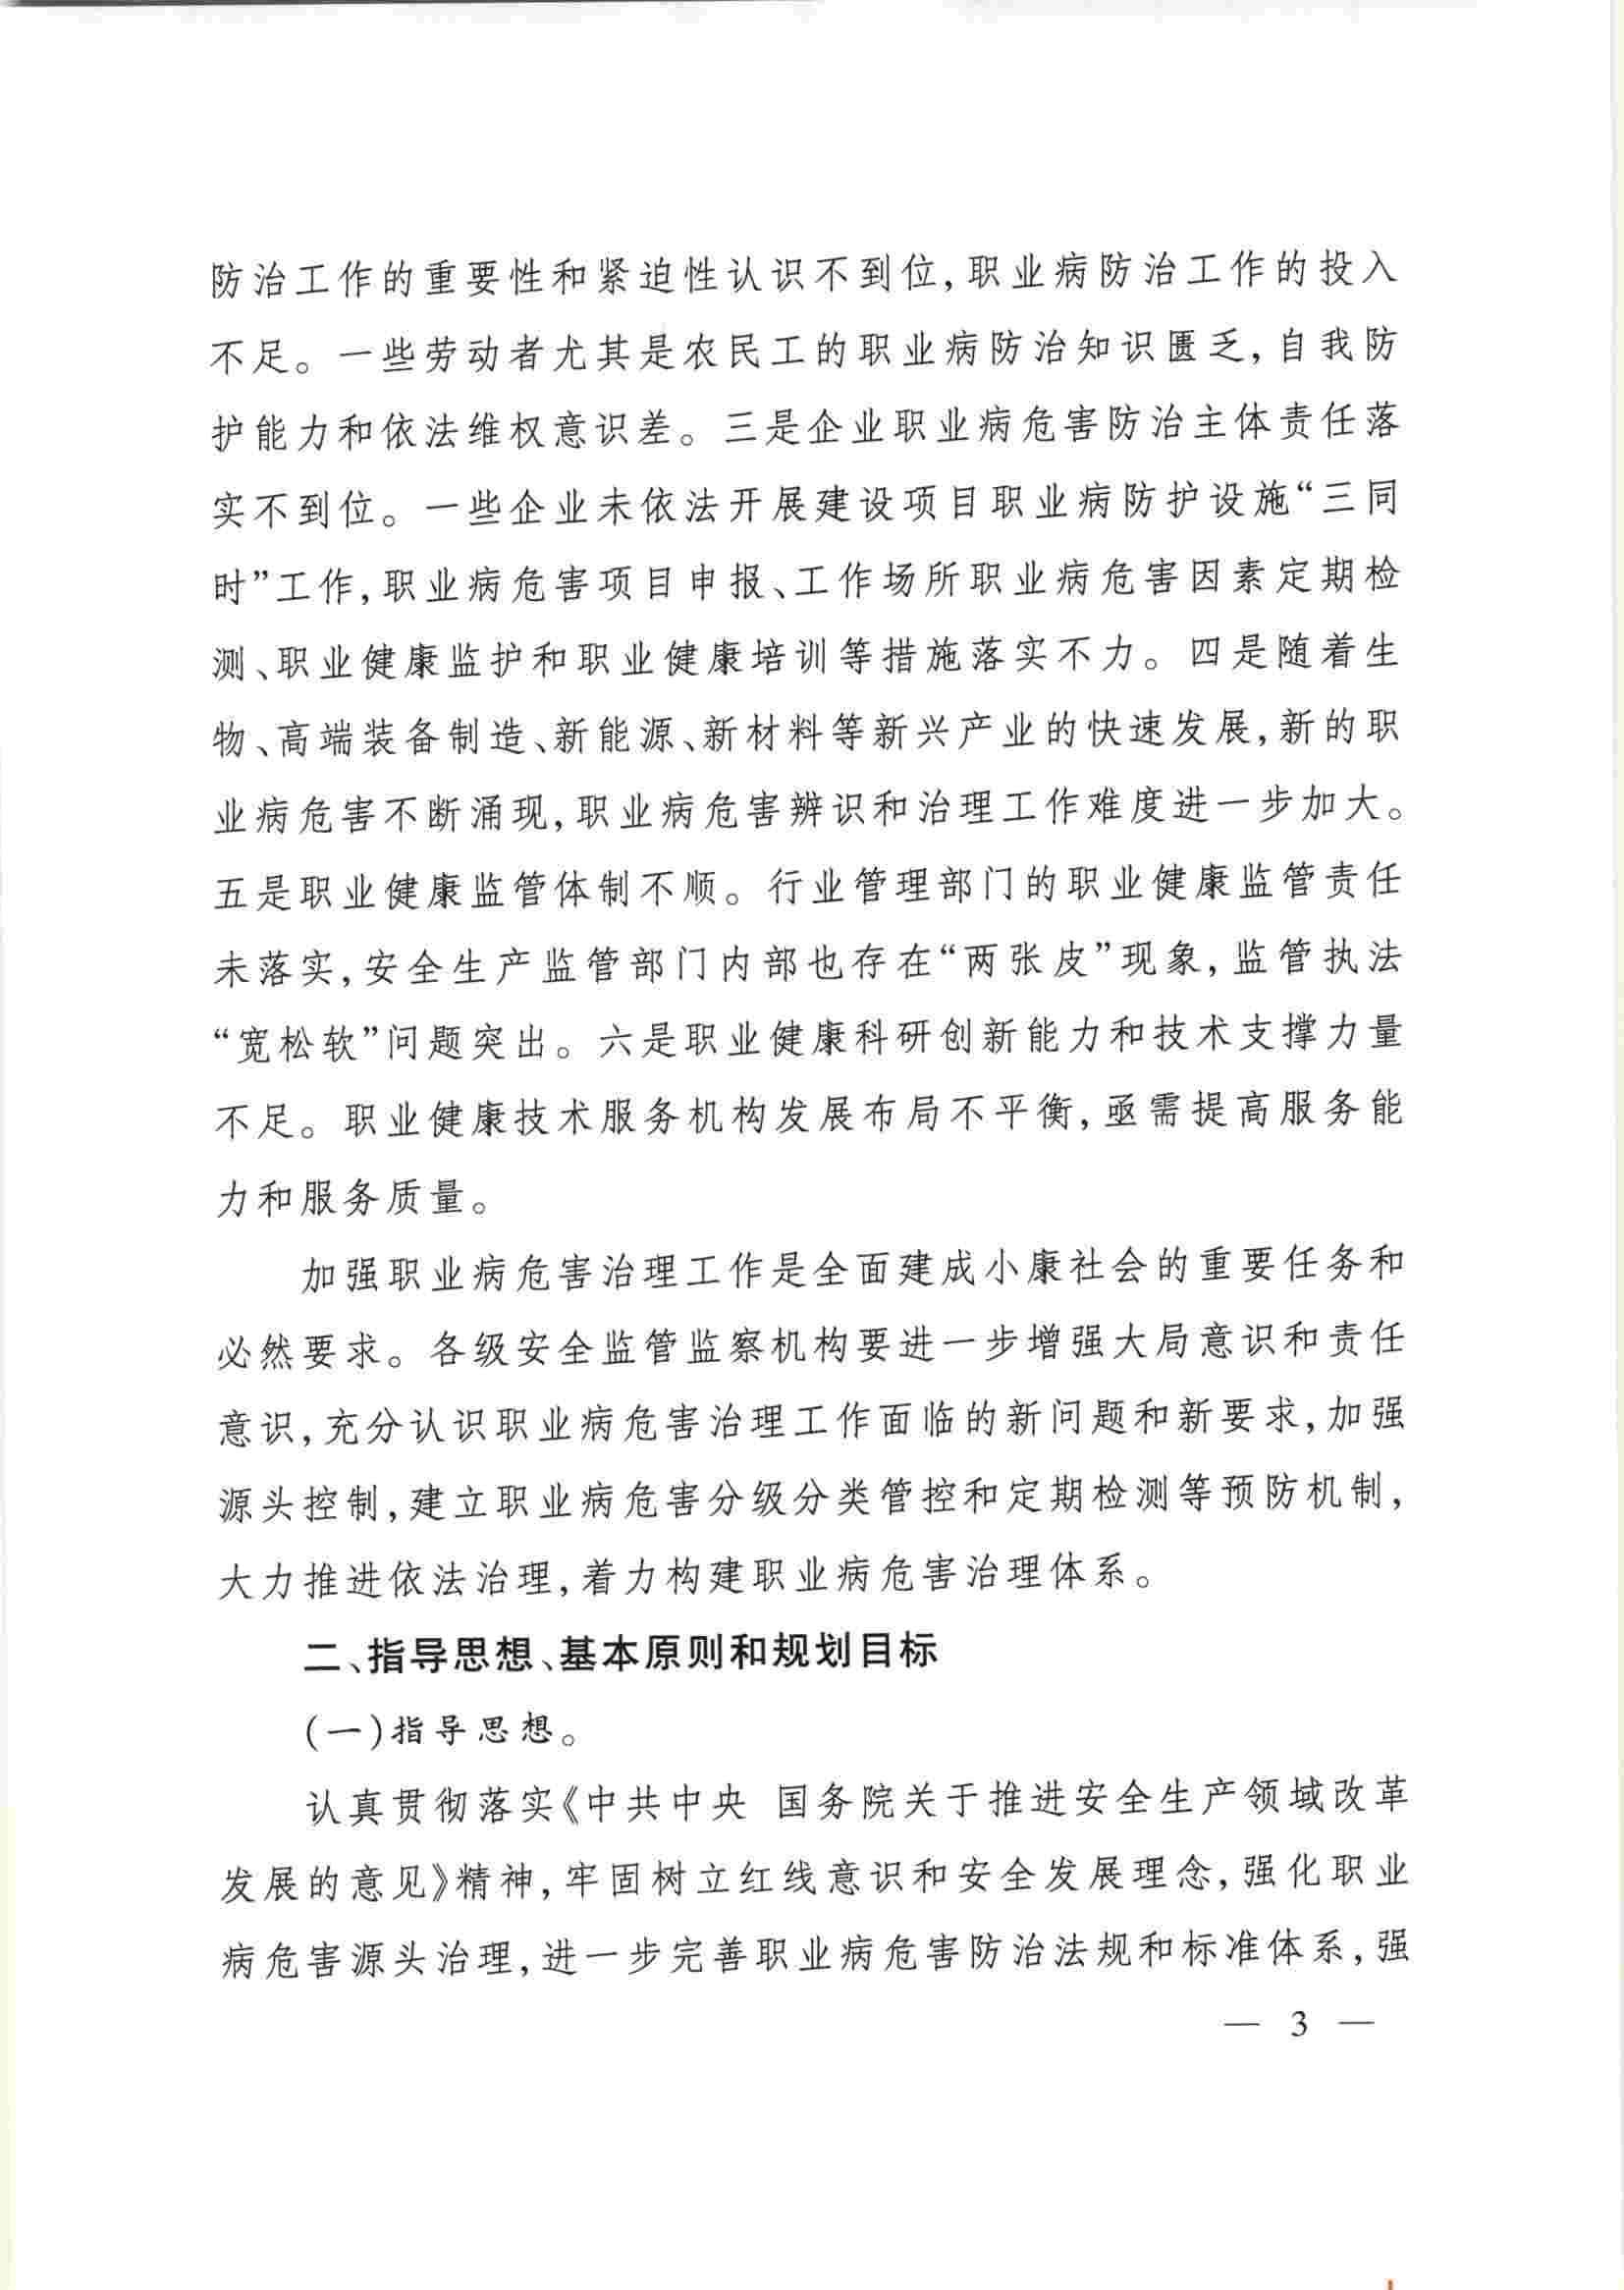 防治工作的重要性和紧迫性认识不到位,职业病防治工作的投入
不足。一些劳动者尤其是农民工的职业病防治知识匮乏,自我防
护能力和依法维权意识差。三是企业职业病危害防治主体责任落
实不到位。一些企业未依法开展建设项目职业病防护设施“三同
时”工作,职业病危害项目申报、工作场所职业病危害因素定期检
测、职业健康监护和职业健康培训等措施落实不力。四是随着生
物、高端装备制造、新能源、新材料等新兴产业的快速发展,新的职
业病危害不断涌现,职业病危害辨识和治理工作难度进一步加大。
五是职业健康监管体制不顺。行业管理部门的职业健康监管责任
未落实,安全生产监管部门内部也存在“两张皮”现象,监管执法
“宽松软”问题突出。六是职业健康科研创新能力和技术支撑力量
不足。职业健康技术服务机构发展布局不平衡,亟需提高服务能
力和服务质量。
加强职业病危害治理工作是全面建成小康社会的重要任务和
必然要求。各级安全监管监察机构要进一步增强大局意识和责任
意识,充分认识职业病危害治理工作面临的新问题和新要求,加强
源头控制,建立职业病危害分级分类管控和定期检测等预防机制,
大力推进依法治理,着力构建职业病危害治理体系。
二、指导思想、基本原则和规划目标
(一)指导思想。
认真贯彻落实《中共中央 国务院关于推进安全生产领域改革
发展的意见》精神,牢固树立红线意识和安全发展理念,强化职业
病危害源头治理,进一步完善职业病危害防治法规和标准体系,强
— 3 —